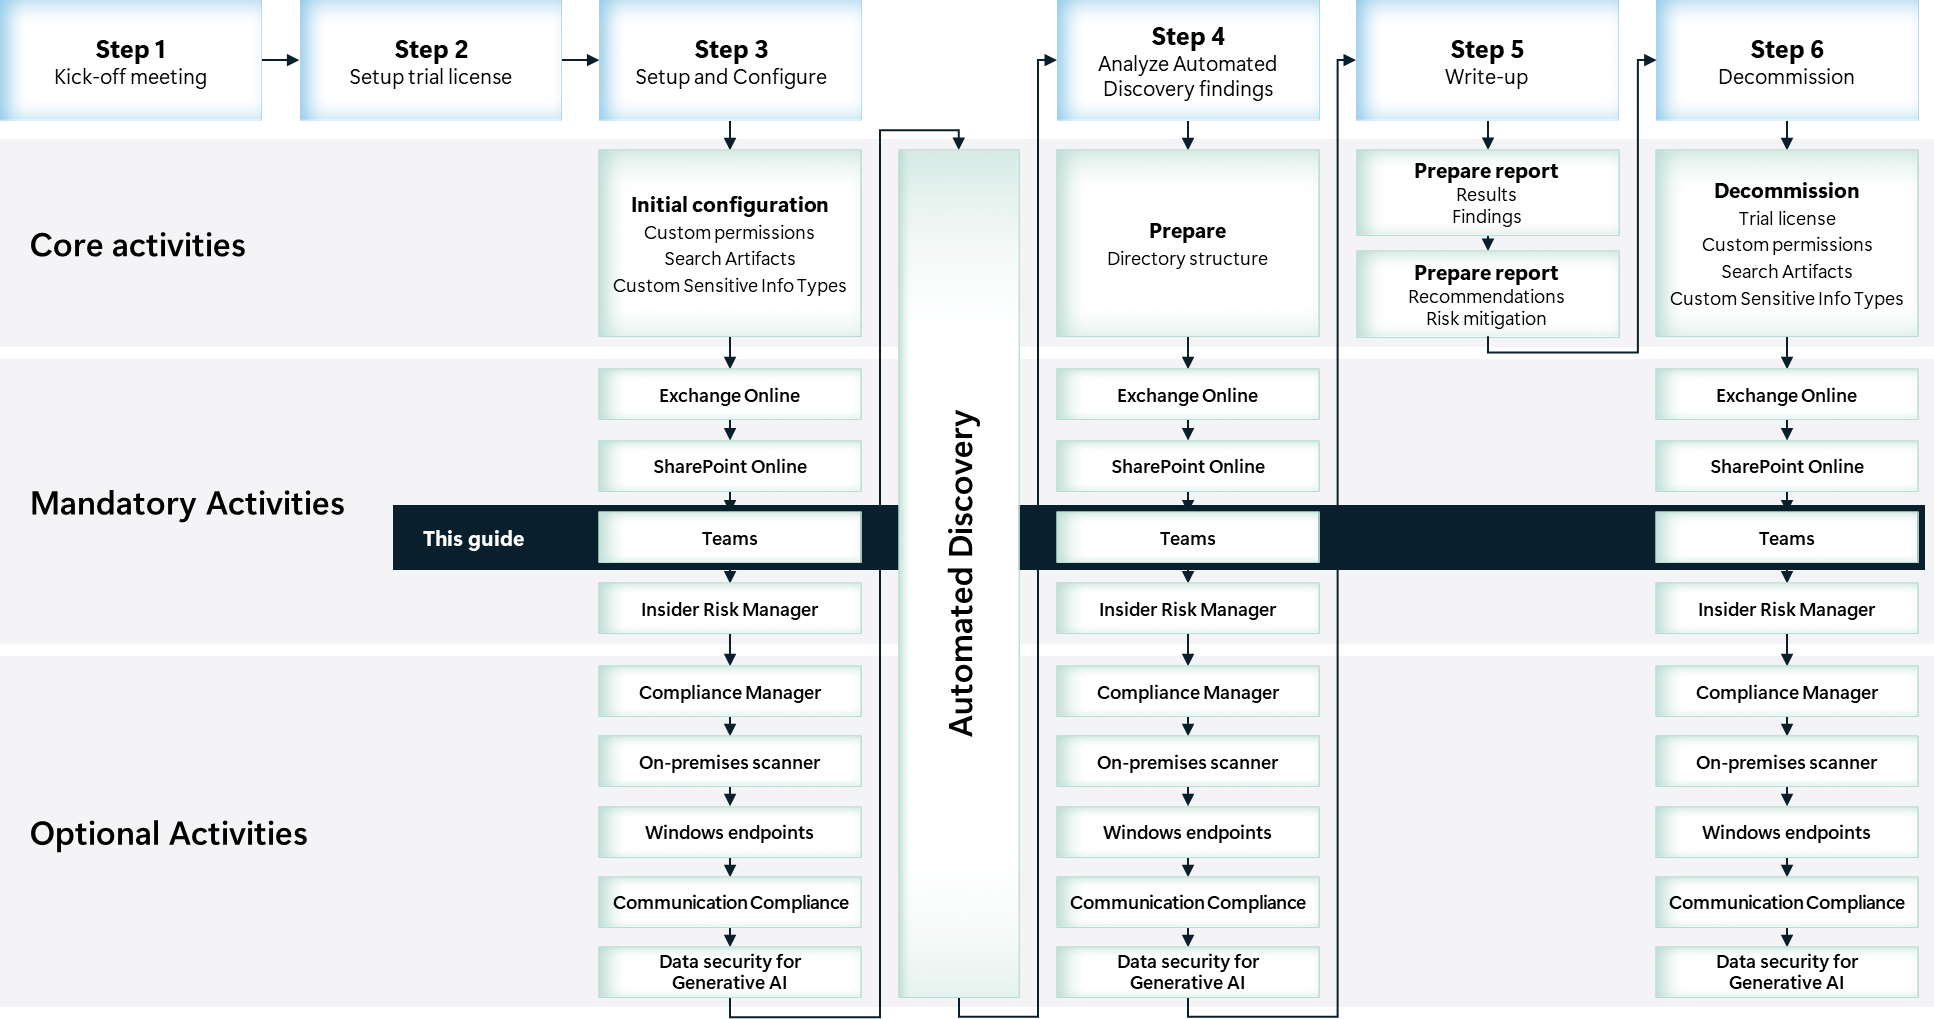 Step 1
Kick-off meeting
Step 2
Setup trial license
Step 3
Setup and Configure
Step 4
Analyze Automated
Discovery findings
Step 5
Write-up
Step 6
Decommission
Core activities
Initial configuration
Custom permissions
Search Artifacts
Custom Sensitive Info Types
Prepare
Directory structure
Prepare report
Results
Findings
Prepare report
Recommendations
Risk mitigation
Decommission
Trial license
Custom permissions
Search Artifacts
Custom Sensitive Info Types
Automated Discovery
Mandatory Activities
Exchange Online
Exchange Online
Exchange Online
SharePoint Online
SharePoint Online
SharePoint Online
This guide
Teams
Teams
Teams
Insider Risk Manager
Insider Risk Manager
Insider Risk Manager
Optional Activities
Compliance Manager
Compliance Manager
Compliance Manager
On-premises scanner
On-premises scanner
On-premises scanner
Windows endpoints
Windows endpoints
Windows endpoints
Communication Compliance
Communication Compliance
Communication Compliance
Data security for
Generative AI
Data security for
Generative AI
Data security for
Generative AI